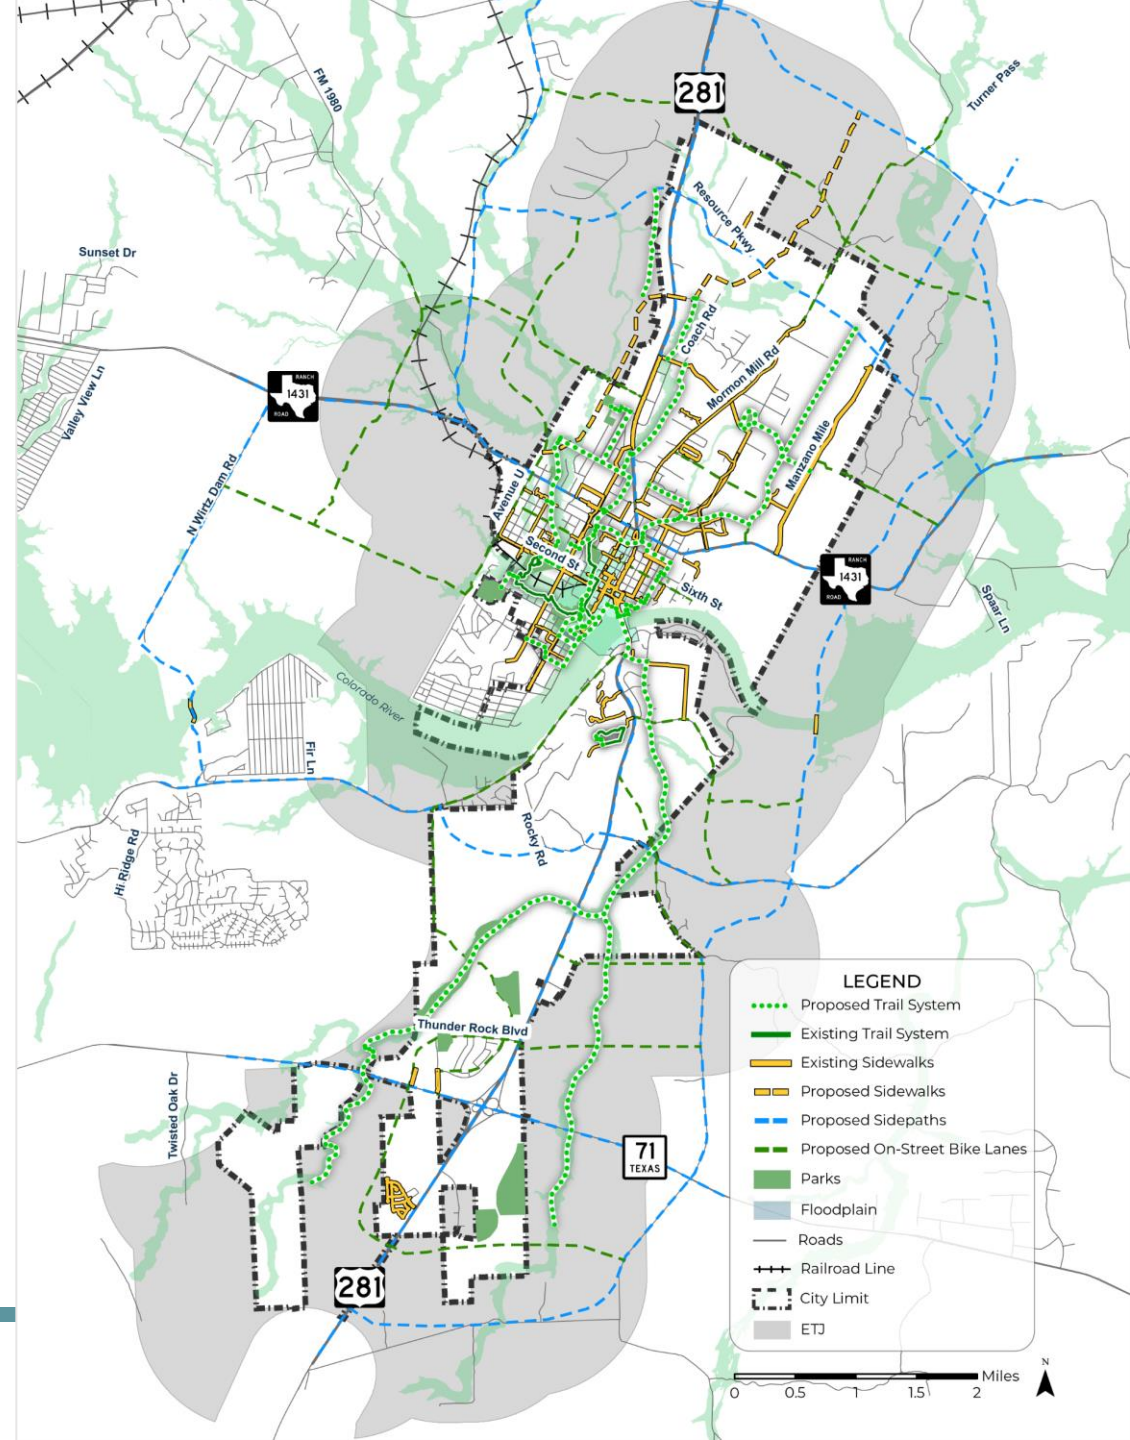 281
FM 1980
Turner Pass
Resource Pkwy
Sunset Dr
Coach Rd
Mormon Mill Rd
RANCH
1431
ROAD
Valley View Ln
Manzano Mile
N Wirtz Dam Rd
Avenue U
Second St
RANCH
1431
ROAD
Sixth St
Spaar Ln
Colorado River
Fir Ln
Rocky Rd
Hi Ridge Rd
LEGEND
Proposed Trail System
Existing Trail System
Existing Sidewalks
Proposed Sidewalks
Proposed Sidepaths
Proposed On-Street Bike Lanes
Parks
Floodplain
Roads
Railroad Line
City Limit
ETJ
Thunder Rock Blvd
Twisted Oak Dr
71
TEXAS
281
Miles
0 0.5 1 1.5 2
N